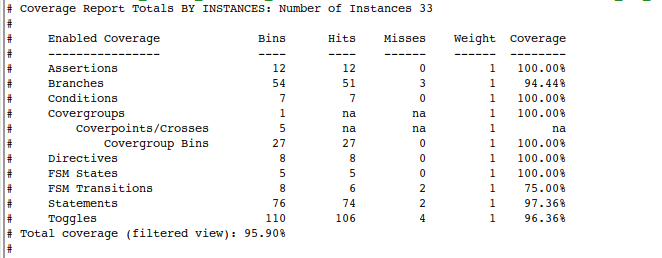 # Coverage Report Totals BY INSTANCES: Number of Instances 33
#
#     Enabled Coverage              Bins      Hits    Misses    Weight  Coverage
#     ----------------              ----      ----    ------    ------  --------
#     Assertions                      12        12         0         1   100.00%
#     Branches                        54        51         3         1    94.44%
#     Conditions                       7         7         0         1   100.00%
#     Covergroups                      1        na        na         1   100.00%
#         Coverpoints/Crosses          5        na        na         1        na
#             Covergroup Bins         27        27         0         1   100.00%
#     Directives                       8         8         0         1   100.00%
#     FSM States                       5         5         0         1   100.00%
#     FSM Transitions                  8         6         2         1    75.00%
#     Statements                      76        74         2         1    97.36%
#     Toggles                        110       106         4         1    96.36%
# Total coverage (filtered view): 95.90%
#